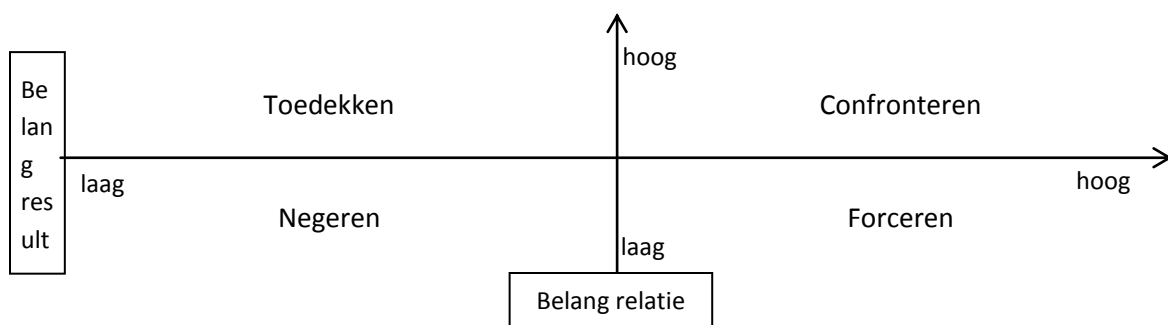 hoog
Be
lan
g
res
ult
Toedekken
Confronteren
laag
hoog
Negeren
Forceren
laag
Belang relatie